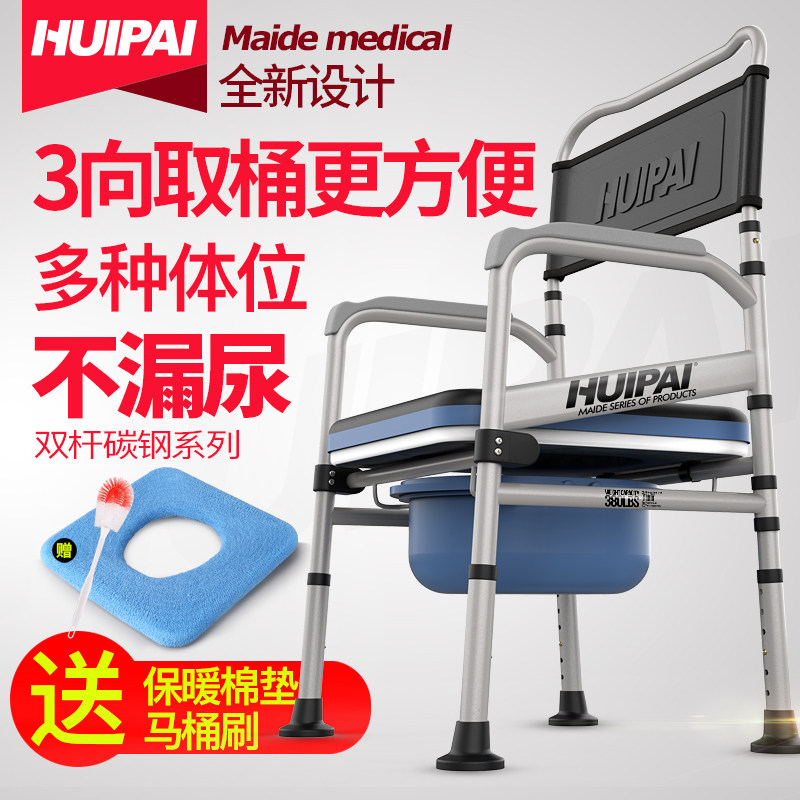 HUIPAI
Maide medical
全新设计
3向取桶更方便
多种体位
不漏尿
双杆碳钢系列
HUIPAI
HUIPAI
MAIDE SERIES OF PRODUCTS
WEIGHT CAPACITY
380LBS
赠
送
保暖棉垫
马桶刷